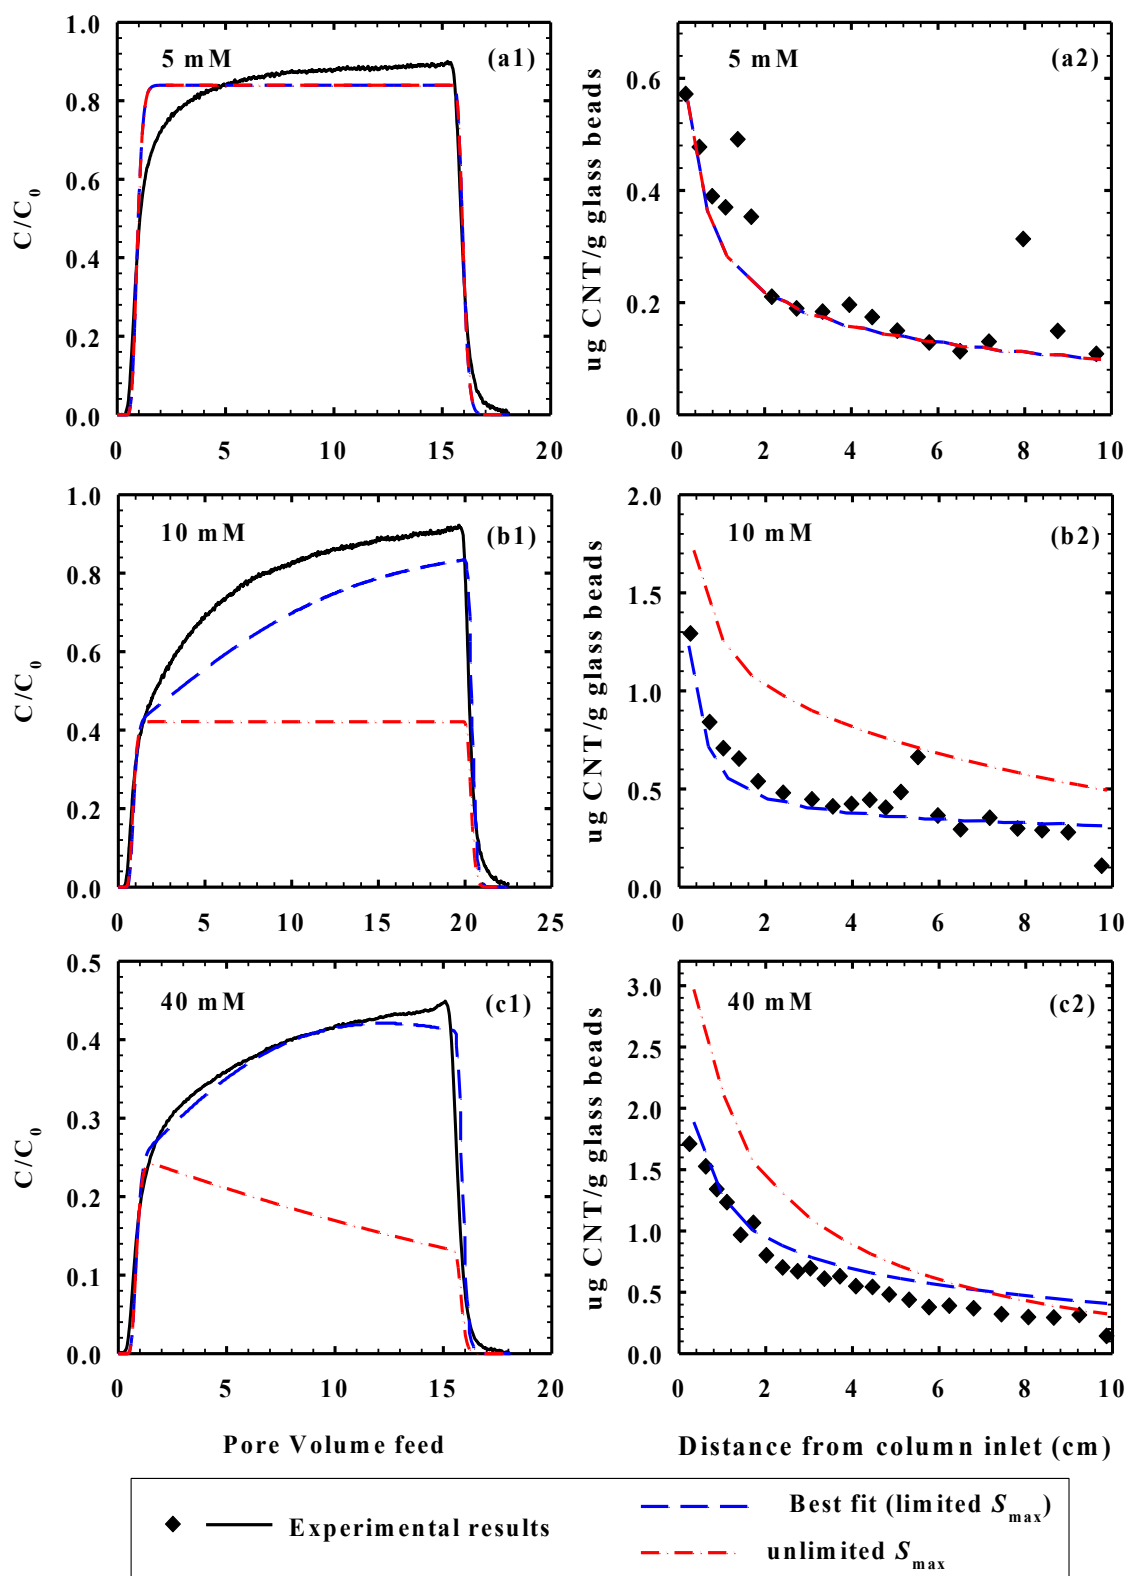 5 mM (a1)
C/C0
1.0
0.8
0.6
0.4
0.2
0.0
0 5 10 15 20
5 mM (a2)
ug CNT/g glass beads
0.6
0.4
0.2
0.0
0 2 4 6 8 10
10 mM (b1)
C/C0
1.0
0.8
0.6
0.4
0.2
0.0
0 5 10 15 20 25
10 mM (b2)
ug CNT/g glass beads
2.0
1.5
1.0
0.5
0.0
0 2 4 6 8 10
40 mM (c1)
C/C0
0.5
0.4
0.3
0.2
0.1
0.0
0 5 10 15 20
Pore Volume feed
40 mM (c2)
ug CNT/g glass beads
3.0
2.5
2.0
1.5
1.0
0.5
0.0
0 2 4 6 8 10
Distance from column inlet (cm)
Experimental results
Best fit (limited Smax)
unlimited Smax